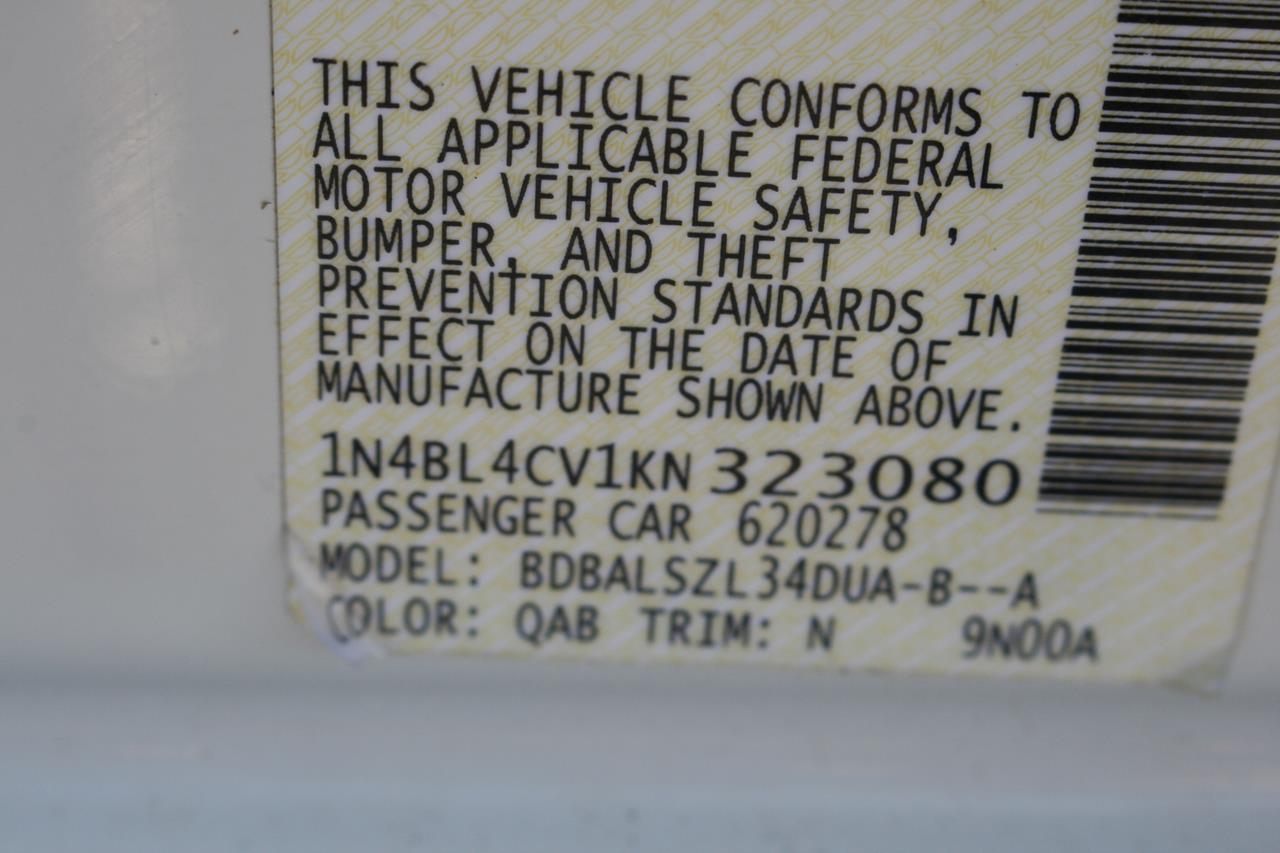 THIS VEHICLE CONFORMS TO
ALL APPLICABLE FEDERAL
MOTOR VEHICLE SAFETY,
BUMPER, AND THEFT
PREVENTION STANDARDS IN
EFFECT ON THE DATE OF
MANUFACTURE SHOWN ABOVE.
1N4BL4CV1KN323080
PASSENGER CAR 620278
MODEL: BDBALSZL34DUA-B--A
COLOR: QAB TRIM: N 9N00A